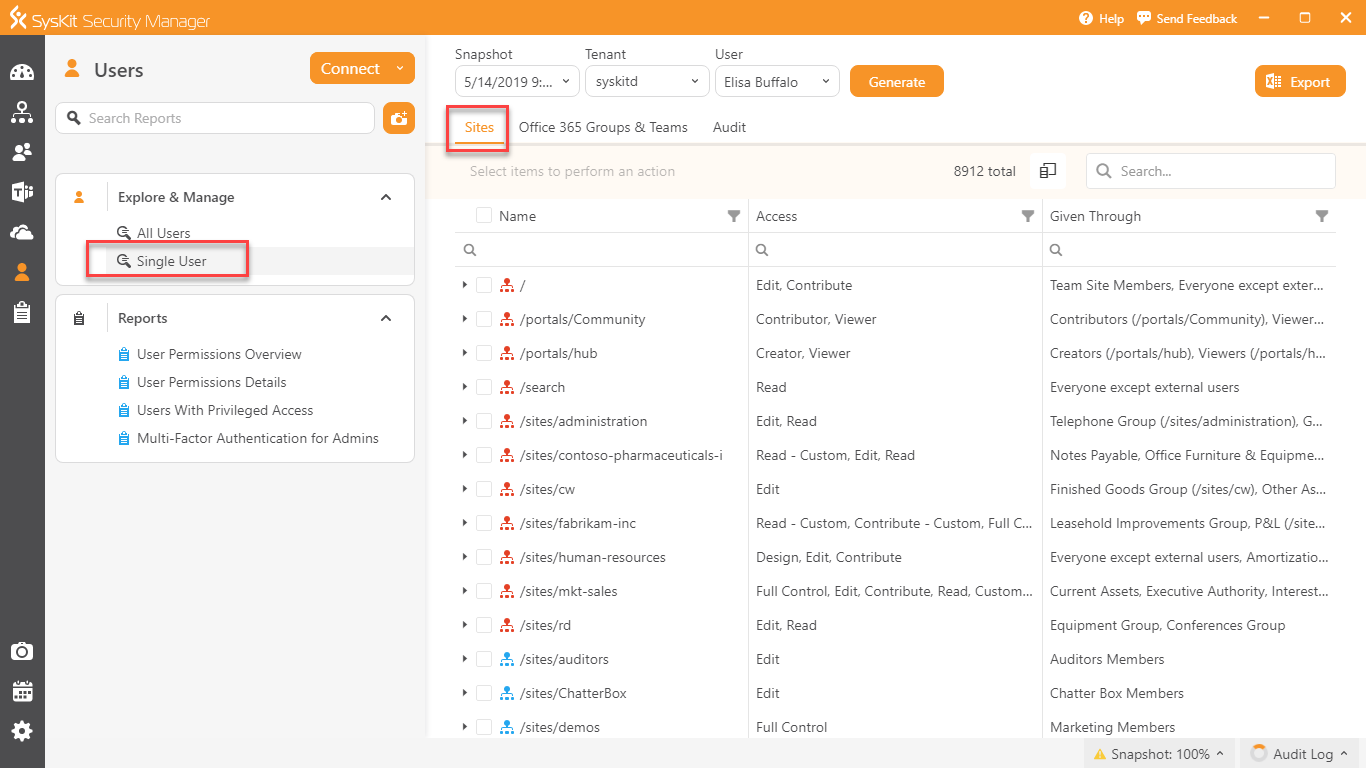 SysKit Security Manager
Help
Send Feedback
Users
Connect
Search Reports
Explore & Manage
All Users
Single User
Reports
User Permissions Overview
User Permissions Details
Users With Privileged Access
Multi-Factor Authentication for Admins
Snapshot Tenant User
5/14/2019 9:... syskitd Elisa Buffalo Generate Export
Sites Office 365 Groups & Teams Audit
Select items to perform an action 8912 total Search...
Name Access Given Through
/ Edit, Contribute Team Site Members, Everyone except exter...
/portals/Community Contributor, Viewer Contributors (/portals/Community), Viewer...
/portals/hub Creator, Viewer Creators (/portals/hub), Viewers (/portals/h...
/search Read Everyone except external users
/sites/administration Edit, Read Telephone Group (/sites/administration), G...
/sites/contoso-pharmaceuticals-i Read - Custom, Edit, Read Notes Payable, Office Furniture & Equipme...
/sites/cw Edit Finished Goods Group (/sites/cw), Other As...
/sites/fabrikam-inc Read - Custom, Contribute - Custom, Full C... Leasehold Improvements Group, P&L (/site...
/sites/human-resources Design, Edit, Contribute Everyone except external users, Amortizatio...
/sites/mkt-sales Full Control, Edit, Contribute, Read, Custom... Current Assets, Executive Authority, Interest...
/sites/rd Edit, Read Equipment Group, Conferences Group
/sites/auditors Edit Auditors Members
/sites/ChatterBox Edit Chatter Box Members
/sites/demos Full Control Marketing Members
Snapshot: 100% Audit Log